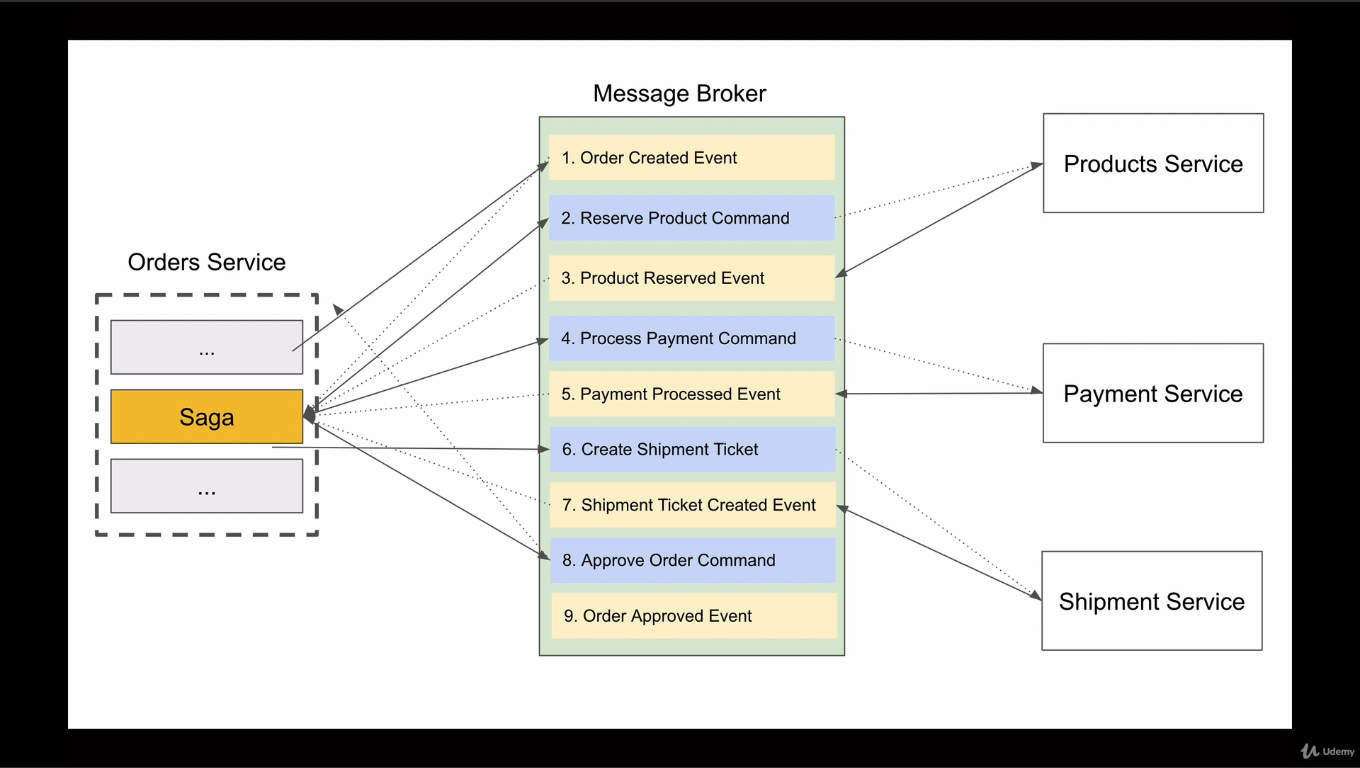 Message Broker
1. Order Created Event
2. Reserve Product Command
3. Product Reserved Event
4. Process Payment Command
5. Payment Processed Event
6. Create Shipment Ticket
7. Shipment Ticket Created Event
8. Approve Order Command
9. Order Approved Event
Orders Service
...
Saga
...
Products Service
Payment Service
Shipment Service
Udemy